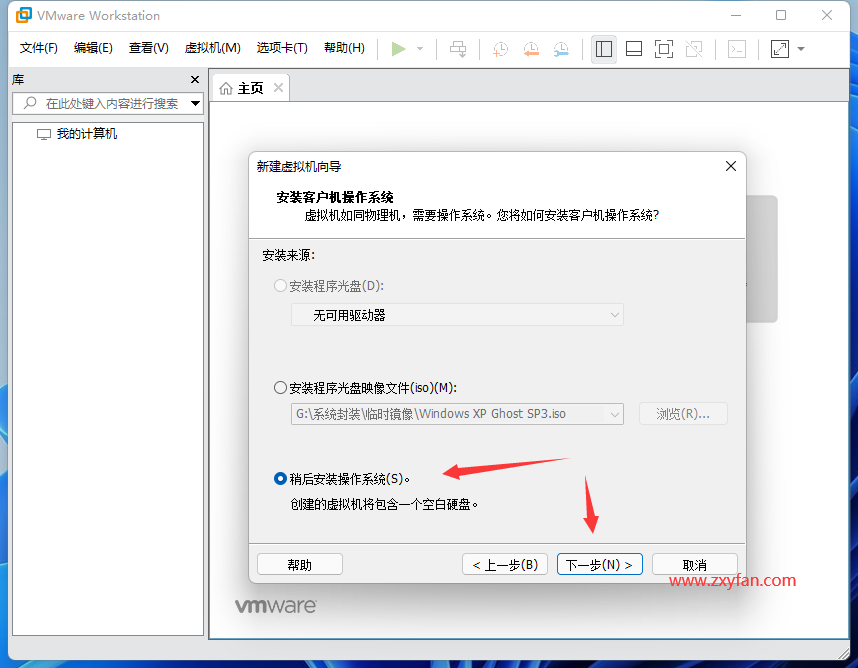 VMware Workstation
文件(F) 编辑(E) 查看(V) 虚拟机(M) 选项卡(T) 帮助(H)
库
主页
在此处键入内容进行搜索
我的计算机
新建虚拟机向导
安装客户机操作系统
虚拟机如同物理机，需要操作系统。您将如何安装客户机操作系统?
安装来源:
安装程序光盘(D):
无可用驱动器
安装程序光盘映像文件(iso)(M):
G:\系统封装\临时镜像\Windows XP Ghost SP3.iso 浏览(R)...
稍后安装操作系统(S)。
创建的虚拟机将包含一个空白硬盘。
帮助 < 上一步(B) 下一步(N) > 取消
www.zxyfan.com
vmware